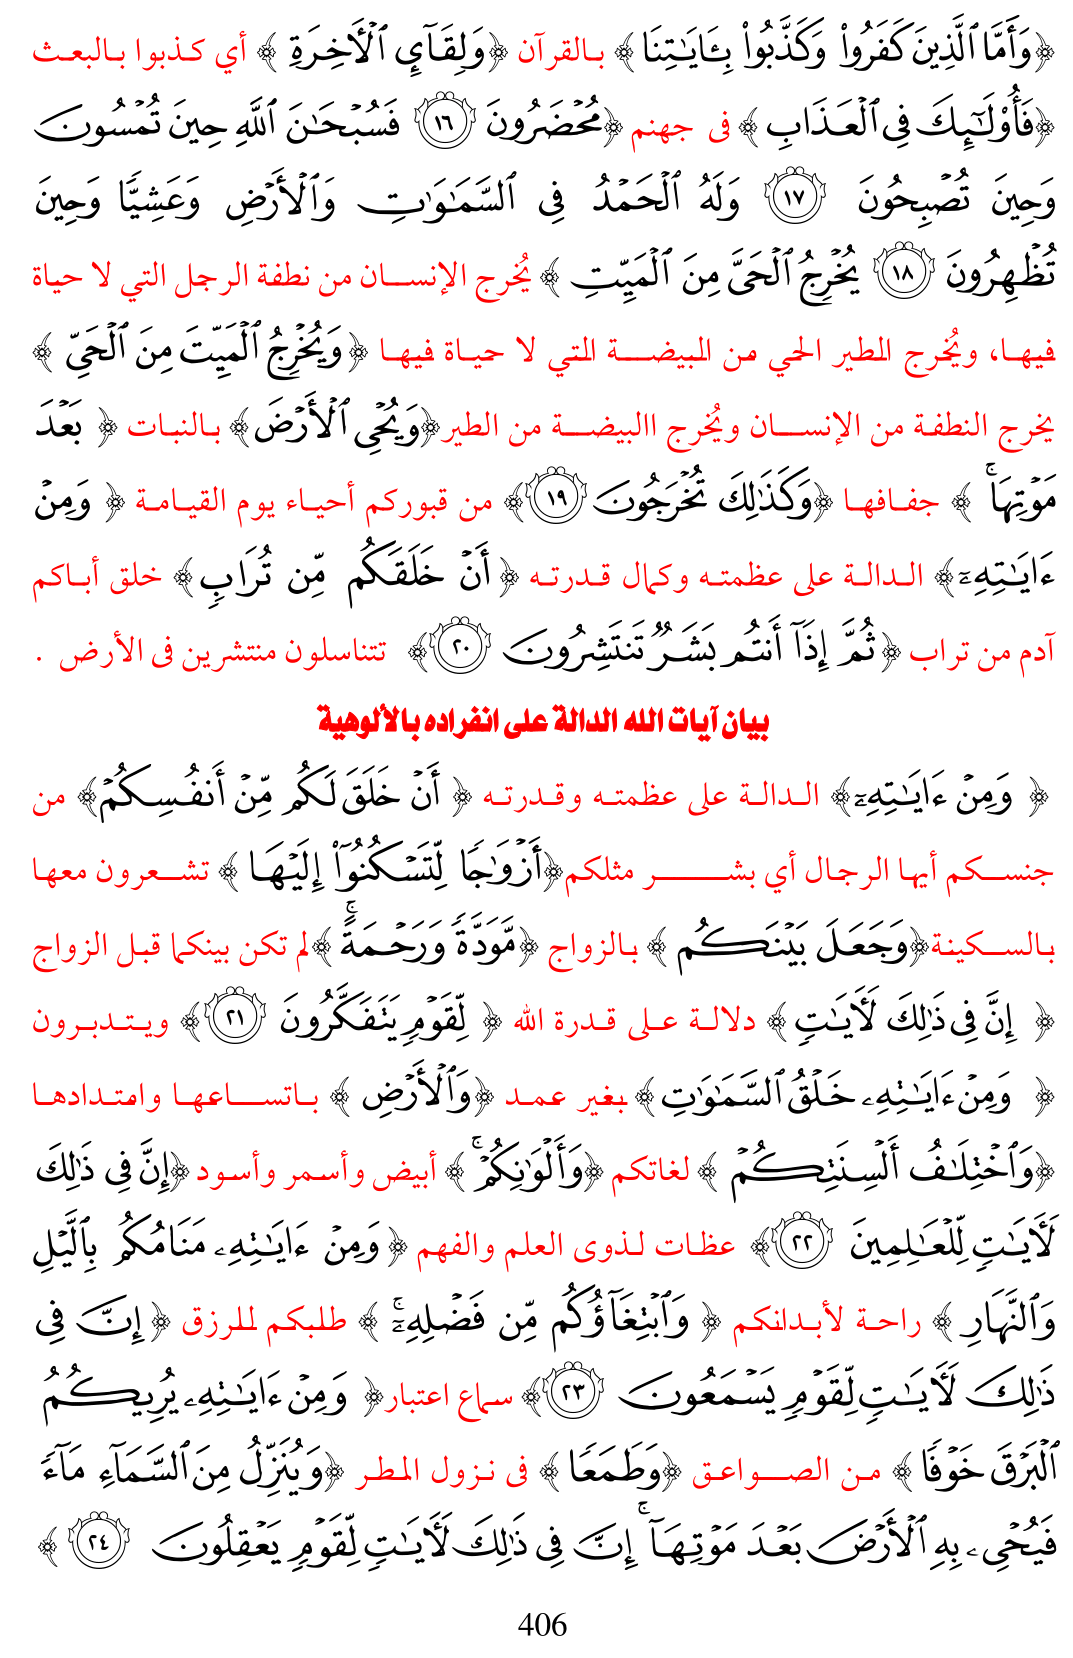 ﴿وَأَمَّا ٱلَّذِينَ كَفَرُوا۟ وَكَذَّبُوا۟ بِـَٔايَـٰتِنَا﴾ بالقرآن ﴿وَلِقَآئِ ٱلْأَخِرَةِ ﴾ أي كذبوا بالبعث
﴿فَأُو۟لَـٰٓئِكَ فِى ٱلْعَذَابِ ﴾ فى جهنم ﴿مُحْضَرُونَ ١٦ فَسُبْحَـٰنَ ٱللَّهِ حِينَ تُمْسُونَ
وَحِينَ تُصْبِحُونَ ١٧ وَلَهُ ٱلْحَمْدُ فِى ٱلسَّمَـٰوَٰتِ وَٱلْأَرْضِ وَعَشِيًّا وَحِينَ
تُظْهِرُونَ ١٨ يُخْرِجُ ٱلْحَىَّ مِنَ ٱلْمَيِّتِ ﴾ يُخرج الإنسان من نطفة الرجل التي لا حياة
فيها، ويُخرج الطير الحي من البيضة التي لا حياة فيها ﴿وَيُخْرِجُ ٱلْمَيِّتَ مِنَ ٱلْحَىِّ ﴾
يخرج النطفة من الإنسان ويُخرج االبيضة من الطير﴿وَيُحْىِ ٱلْأَرْضَ﴾ بالنبات ﴿ بَعْدَ
مَوْتِهَا ۚ ﴾ جفافها ﴿وَكَذَٰلِكَ تُخْرَجُونَ ١٩﴾ من قبوركم أحياء يوم القيامة ﴿ وَمِنْ
ءَايَـٰتِهِۦٓ﴾ الدالة على عظمته وكمال قدرته ﴿ أَنْ خَلَقَكُم مِّن تُرَابٍ﴾ خلق أباكم
آدم من تراب ﴿ثُمَّ إِذَآ أَنتُم بَشَرٌ تَنتَشِرُونَ ٢٠﴾ تتناسلون منتشرين فى الأرض .
بيان آيات الله الدالة على انفراده بالألوهية
﴿ وَمِنْ ءَايَـٰتِهِۦٓ﴾ الدالة على عظمته وقدرته ﴿ أَنْ خَلَقَ لَكُم مِّنْ أَنفُسِكُمْ﴾ من
جنسكم أيها الرجال أي بشر مثلكم﴿أَزْوَٰجًا لِّتَسْكُنُوٓا۟ إِلَيْهَا ﴾ تشعرون معها
بالسكينة﴿وَجَعَلَ بَيْنَكُم ﴾ بالزواج ﴿مَّوَدَّةً وَرَحْمَةً ۚ﴾لم تكن بينكما قبل الزواج
﴿ إِنَّ فِى ذَٰلِكَ لَأَيَـٰتٍ ﴾ دلالة على قدرة الله ﴿ لِّقَوْمٍ يَتَفَكَّرُونَ ٢١﴾ ويتدبرون
﴿ وَمِنْ ءَايَـٰتِهِۦ خَلْقُ ٱلسَّمَـٰوَٰتِ﴾ بغير عمد ﴿وَٱلْأَرْضِ ﴾ باتساعها وامتدادها
﴿وَٱخْتِلَـٰفُ أَلْسِنَتِكُمْ ﴾ لغاتكم ﴿وَأَلْوَٰنِكُمْ ۚ﴾ أبيض وأسمر وأسود ﴿إِنَّ فِى ذَٰلِكَ
لَأَيَـٰتٍ لِّلْعَـٰلِمِينَ ٢٢﴾ عظات لذوى العلم والفهم ﴿ وَمِنْ ءَايَـٰتِهِۦ مَنَامُكُم بِٱلَّيْلِ
وَٱلنَّهَارِ ﴾ راحة لأبدانكم ﴿ وَٱبْتِغَآؤُكُم مِّن فَضْلِهِۦٓ ۚ ﴾ طلبكم للرزق ﴿ إِنَّ فِى
ذَٰلِكَ لَأَيَـٰتٍ لِّقَوْمٍ يَسْمَعُونَ ٢٣﴾ سماع اعتبار﴿ وَمِنْ ءَايَـٰتِهِۦ يُرِيكُمُ
ٱلْبَرْقَ خَوْفًا ﴾ من الصواعق ﴿وَطَمَعًا ﴾ فى نزول المطر ﴿وَيُنَزِّلُ مِنَ ٱلسَّمَآءِ مَآءً
فَيُحْىِۦ بِهِ ٱلْأَرْضَ بَعْدَ مَوْتِهَآ ۚ إِنَّ فِى ذَٰلِكَ لَأَيَـٰتٍ لِّقَوْمٍ يَعْقِلُونَ ٢٤ ﴾
406